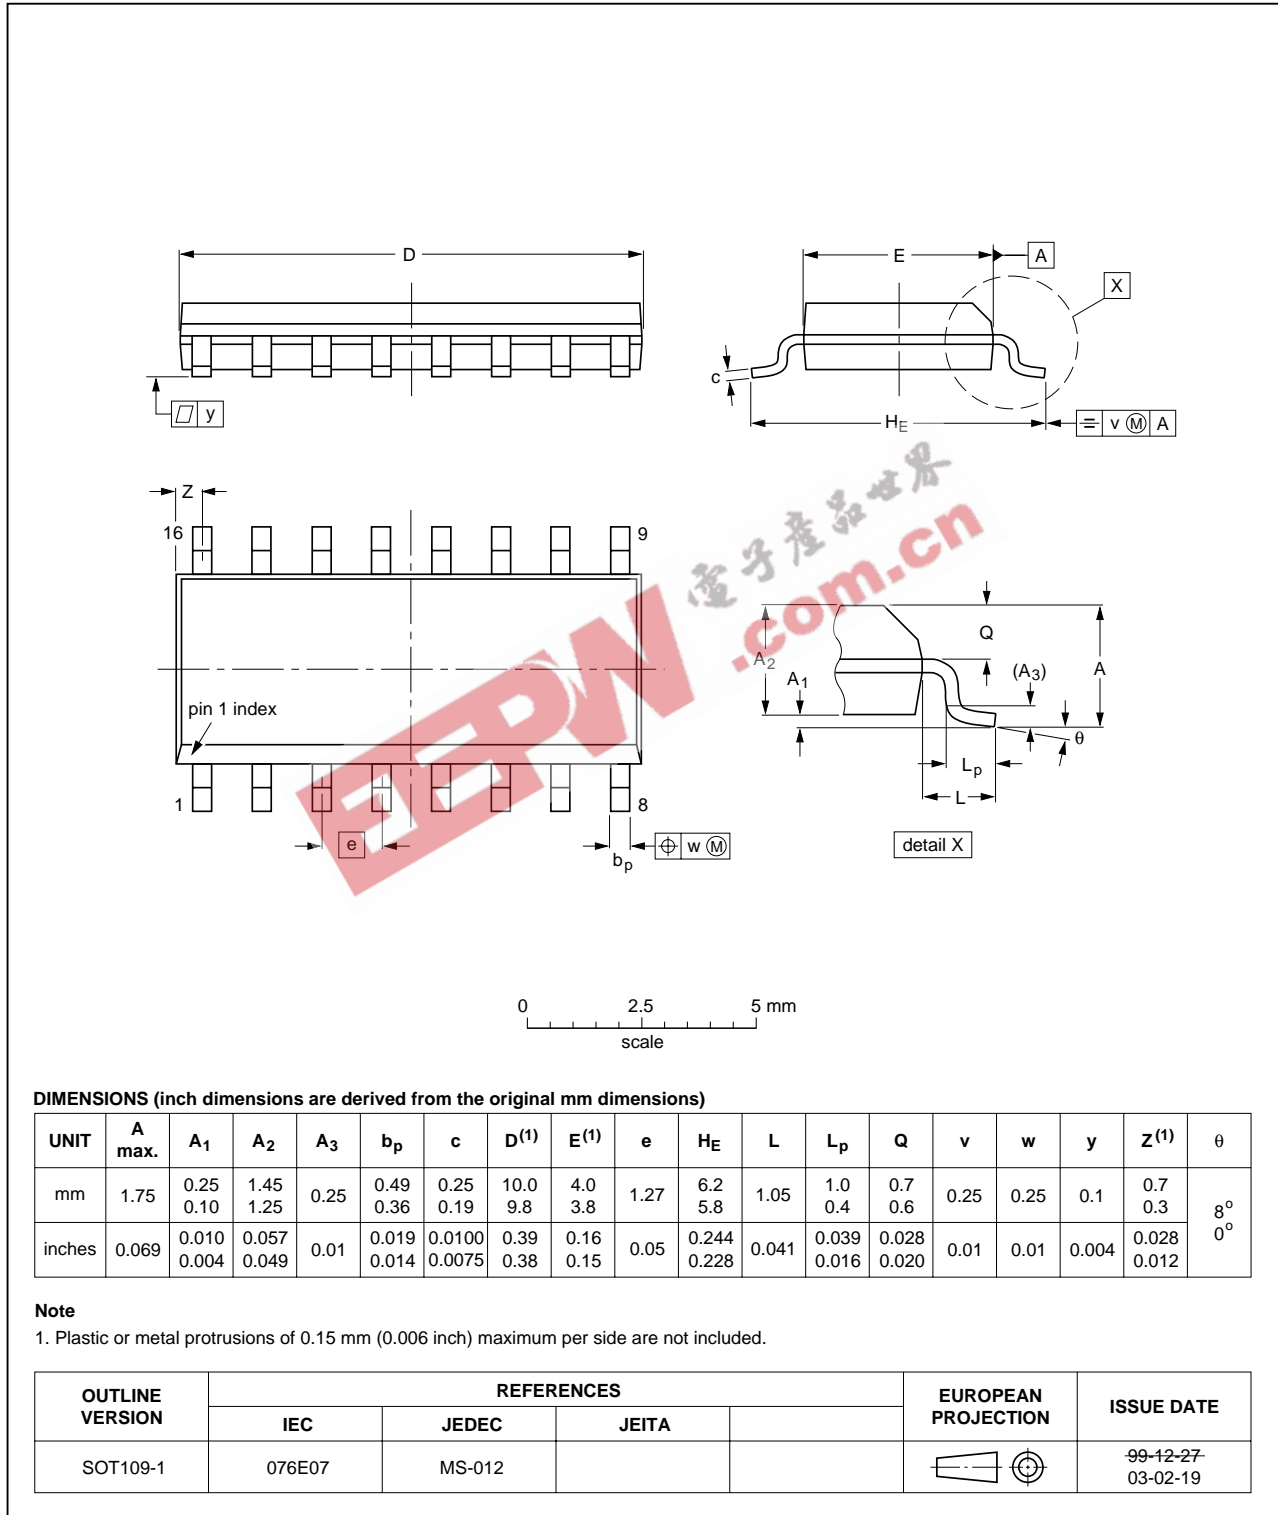 D
E
A
X
c
y
HE
v M A
Z
16
9
電子產品世界
.com.cn
EEPW
pin 1 index
1
8
e
bp
w M
A2
A1
Q
(A3)
A
θ
Lp
L
detail X
0 2.5 5 mm
scale
DIMENSIONS (inch dimensions are derived from the original mm dimensions)
UNIT A max. A1 A2 A3 bp c D(1) E(1) e HE L Lp Q v w y Z(1) θ
mm 1.75 0.25 0.10 1.45 1.25 0.25 0.49 0.36 0.25 0.19 10.0 9.8 4.0 3.8 1.27 6.2 5.8 1.05 1.0 0.4 0.7 0.6 0.25 0.25 0.1 0.7 0.3 8° 0°
inches 0.069 0.010 0.004 0.057 0.049 0.01 0.019 0.014 0.0100 0.0075 0.39 0.38 0.16 0.15 0.05 0.244 0.228 0.041 0.039 0.016 0.028 0.020 0.01 0.01 0.004 0.028 0.012
Note
1. Plastic or metal protrusions of 0.15 mm (0.006 inch) maximum per side are not included.
OUTLINE VERSION REFERENCES EUROPEAN PROJECTION ISSUE DATE
IEC JEDEC JEITA
SOT109-1 076E07 MS-012 99-12-27
03-02-19